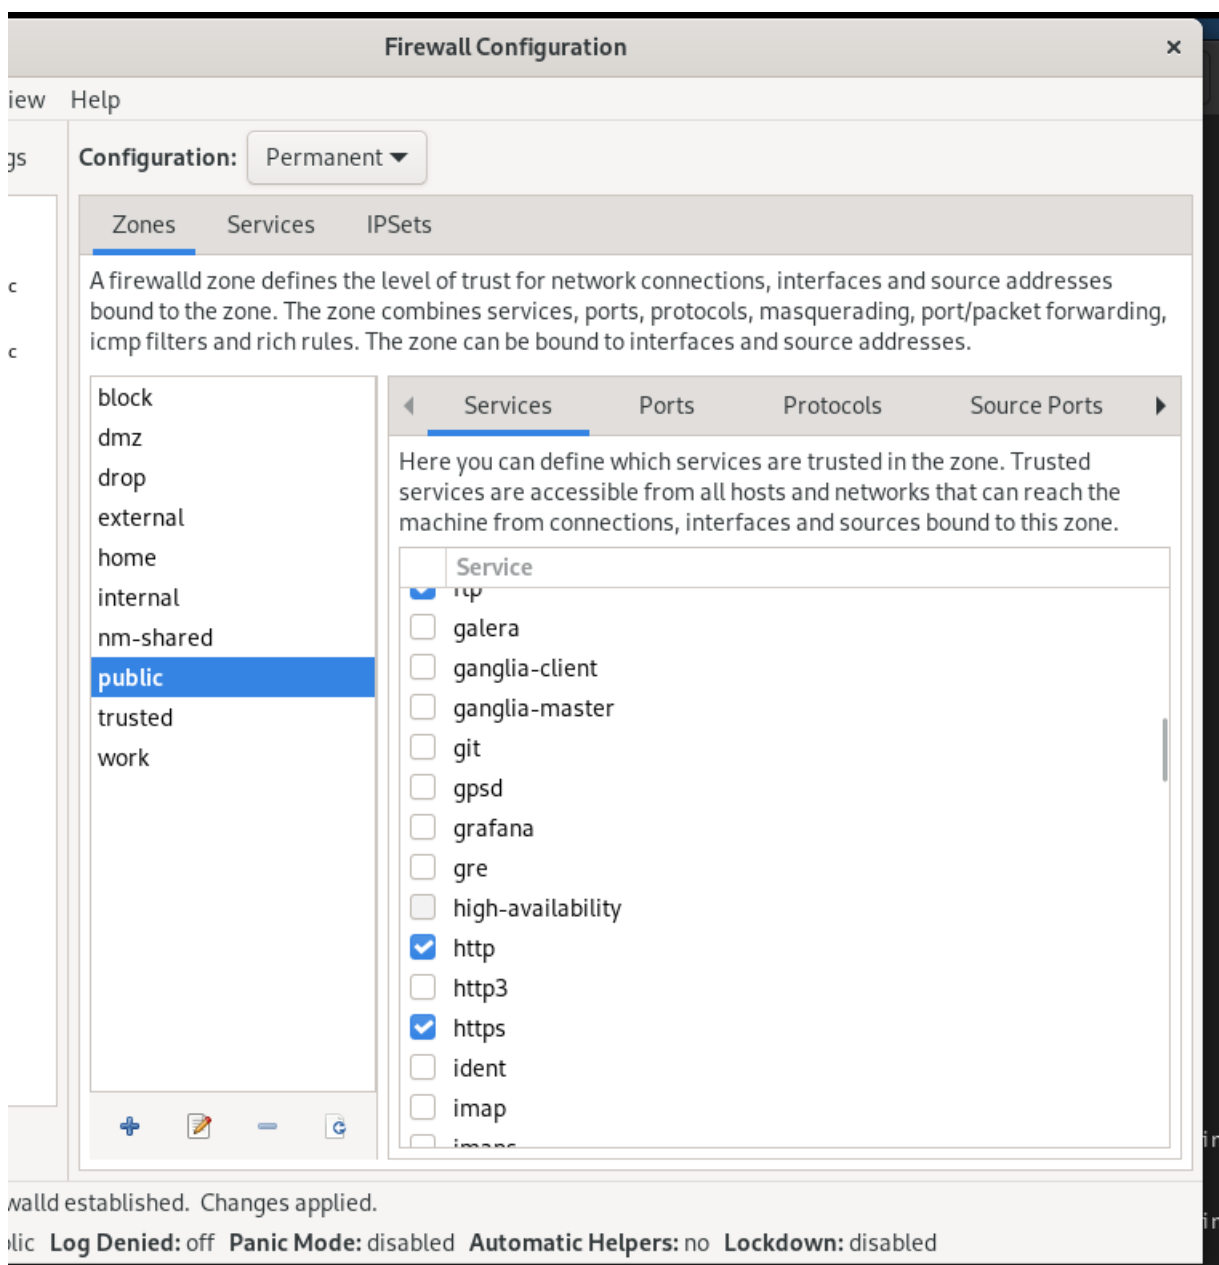 Firewall Configuration
iew Help
gs
Configuration: Permanent
Zones Services IPSets
A firewalld zone defines the level of trust for network connections, interfaces and source addresses
bound to the zone. The zone combines services, ports, protocols, masquerading, port/packet forwarding,
icmp filters and rich rules. The zone can be bound to interfaces and source addresses.
c
c
block
dmz
drop
external
home
internal
nm-shared
public
trusted
work
Services Ports Protocols Source Ports
Here you can define which services are trusted in the zone. Trusted
services are accessible from all hosts and networks that can reach the
machine from connections, interfaces and sources bound to this zone.
Service
ftp
galera
ganglia-client
ganglia-master
git
gpsd
grafana
gre
high-availability
http
http3
https
ident
imap
imaps
walld established. Changes applied.
lic Log Denied: off Panic Mode: disabled Automatic Helpers: no Lockdown: disabled
in
in